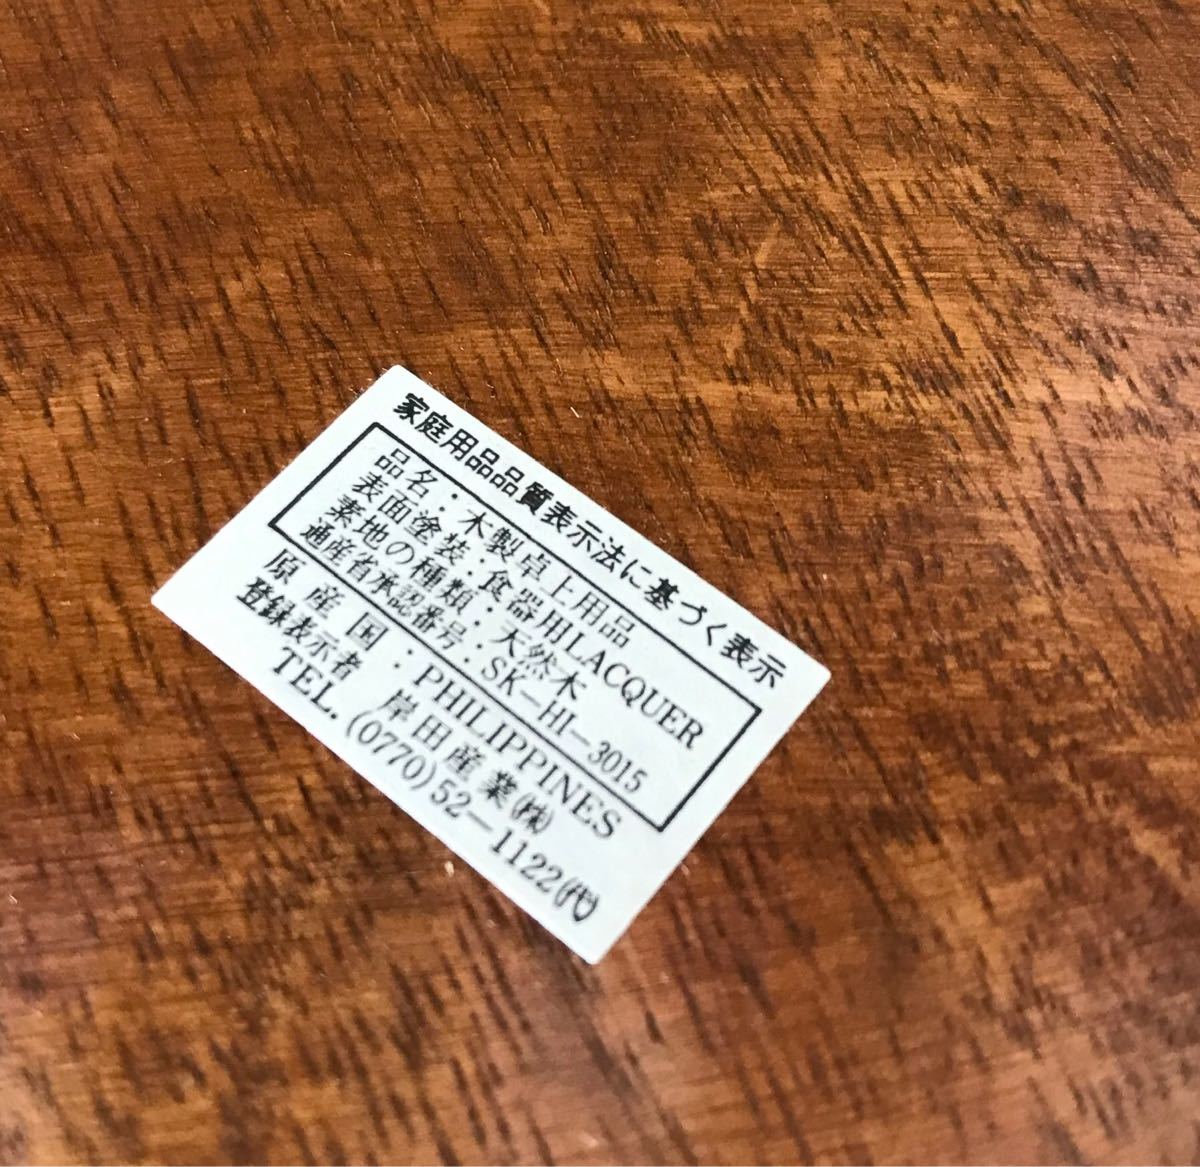 家庭用品品質表示法に基づく表示
品名：木製卓上用品
表面塗装：食器用LACQUER
素地の種類：天然木
通産省承認番号：SK—HI—3015
原産国：PHILIPPINES
登録表示者 岸田産業㈱
TEL.(0770)52—1122㈹